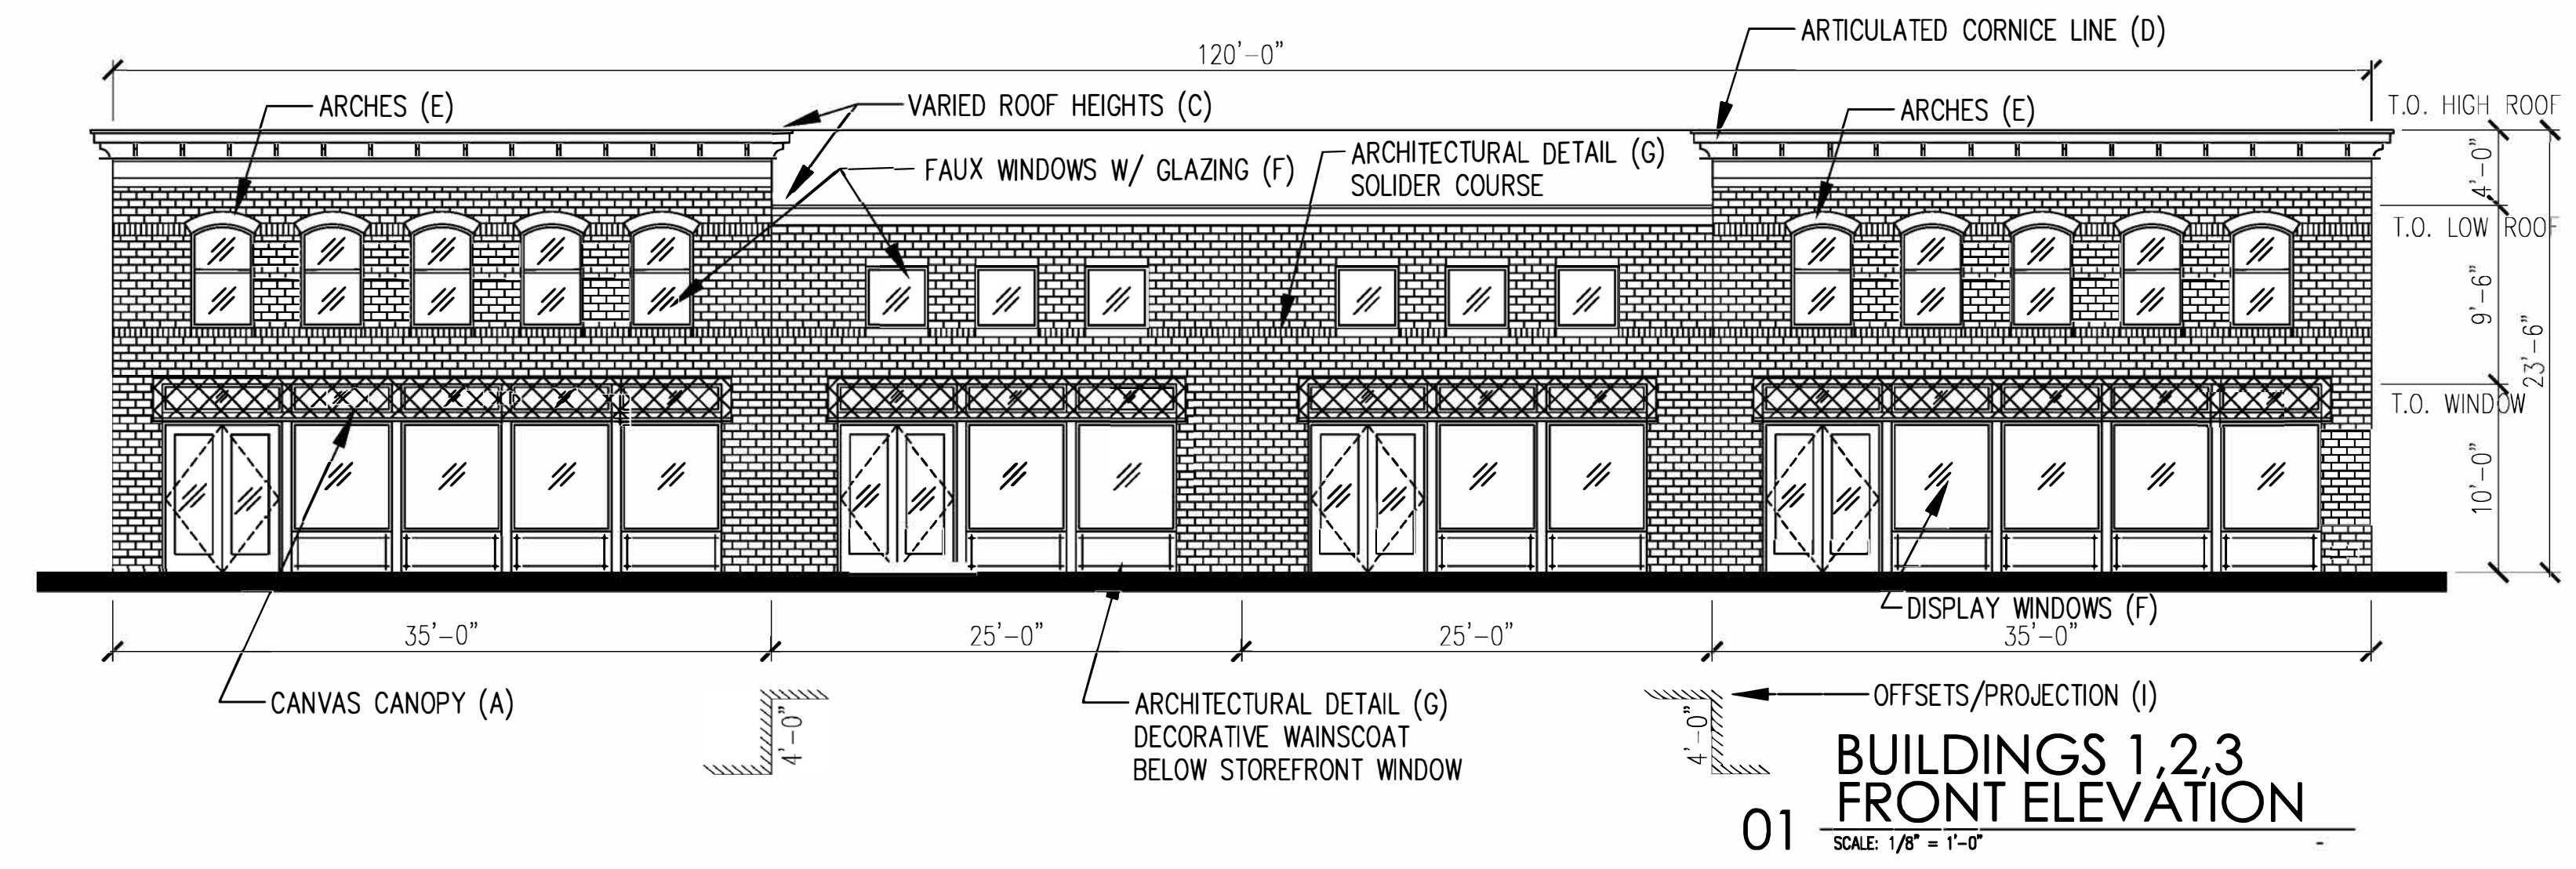 ARTICULATED CORNICE LINE (D)
120'-0"
ARCHES (E)
VARIED ROOF HEIGHTS (C)
ARCHES (E)
T.O. HIGH ROOF
FAUX WINDOWS W/ GLAZING (F)
ARCHITECTURAL DETAIL (G)
SOLIDER COURSE
4'-0"
T.O. LOW ROOF
9'-6"
23'-6"
T.O. WINDOW
10'-0"
DISPLAY WINDOWS (F)
35'-0"
25'-0"
25'-0"
35'-0"
CANVAS CANOPY (A)
4'-0"
ARCHITECTURAL DETAIL (G)
DECORATIVE WAINSCOAT
BELOW STOREFRONT WINDOW
4'-0"
OFFSETS/PROJECTION (I)
BUILDINGS 1,2,3
FRONT ELEVATION
01
SCALE: 1/8" = 1'-0"